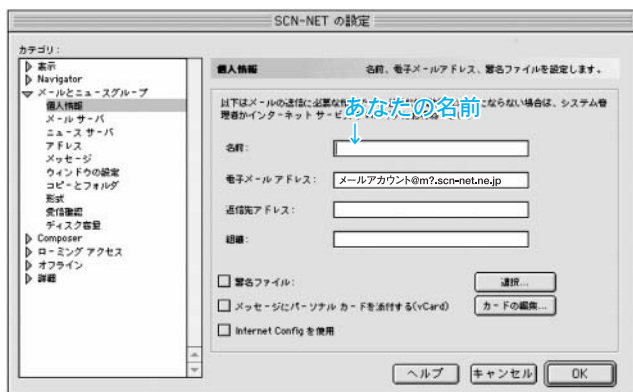 SCN-NET の設定
カテゴリ：
表示
Navigator
メールとニュースグループ
個人情報
メール サーバ
ニュース サーバ
アドレス
メッセージ
ウィンドウの設定
コピーとフォルダ
形式
受信確認
ディスク容量
Composer
ローミング アクセス
オフライン
詳細
個人情報
名前、電子メールアドレス、署名ファイルを設定します。
以下はメールの送信に必要な
にならない場合は、システム管
理者かインターネット サービ
あなたの名前
名前：
電子メール アドレス：
メールアカウント@m?.scn-net.ne.jp
返信先アドレス：
組織：
署名ファイル：
選択...
メッセージにパーソナル カードを添付する(vCard)
カードの編集...
Internet Config を使用
ヘルプ
キャンセル
OK